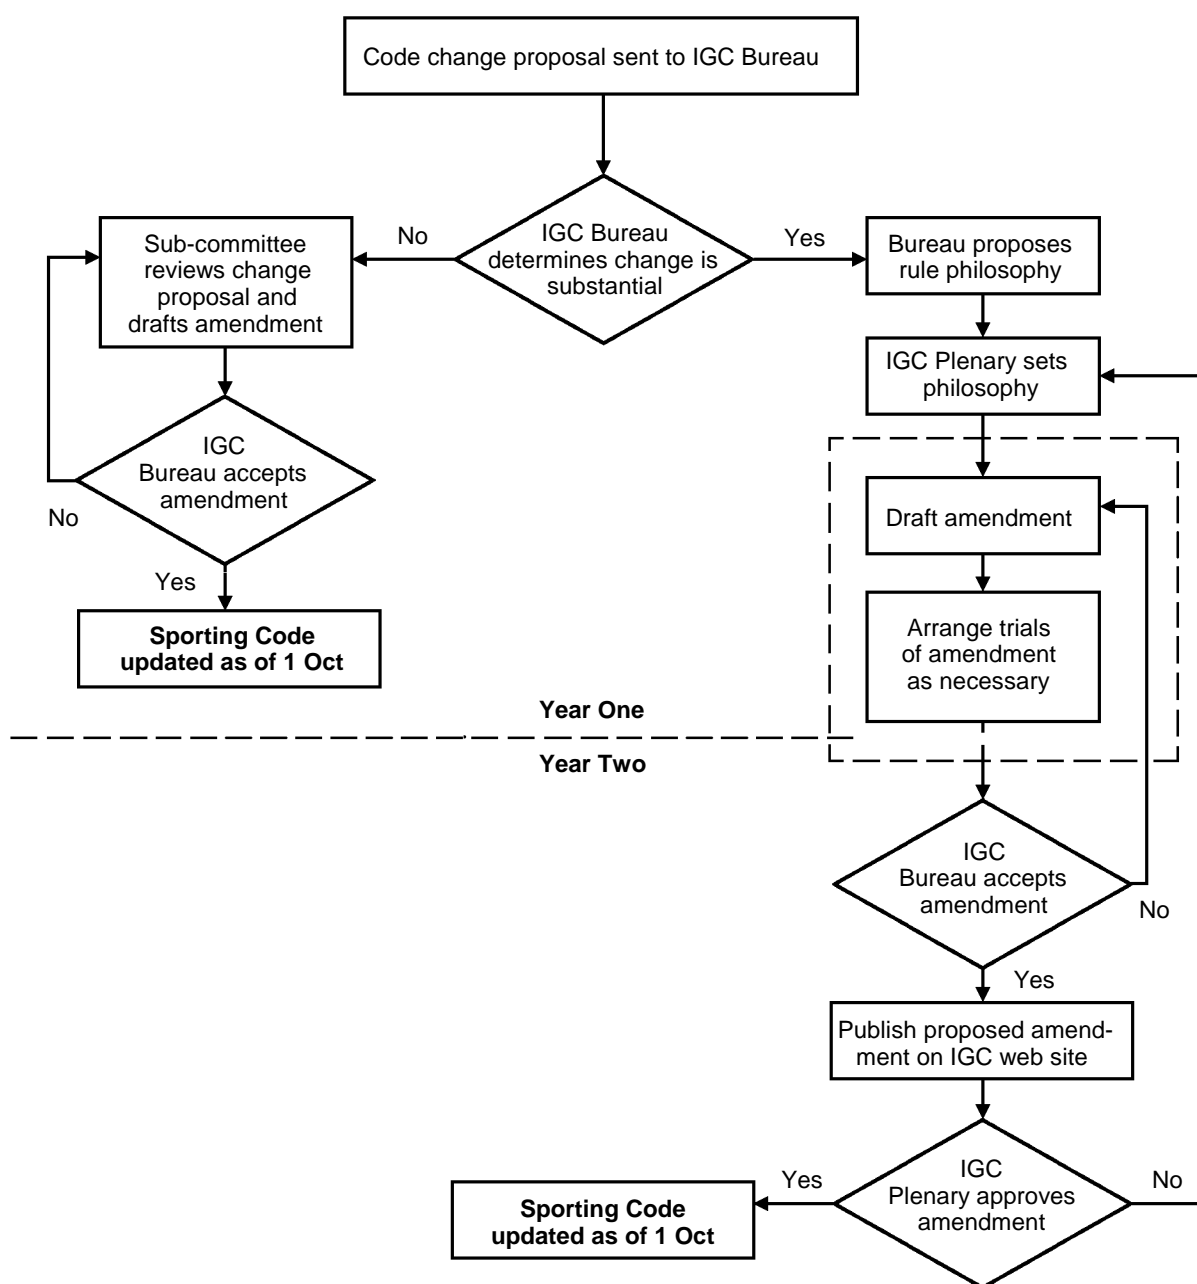 Code change proposal sent to IGC Bureau
No
IGC Bureau
determines change is
substantial
Yes
Sub-committee
reviews change
proposal and
drafts amendment
Bureau proposes
rule philosophy
IGC Plenary sets
philosophy
IGC
Bureau accepts
amendment
No
Yes
Draft amendment
Sporting Code
updated as of 1 Oct
Arrange trials
of amendment
as necessary
Year One
Year Two
IGC
Bureau accepts
amendment
No
Yes
Publish proposed amend-
ment on IGC web site
Yes
IGC
Plenary approves
amendment
No
Sporting Code
updated as of 1 Oct